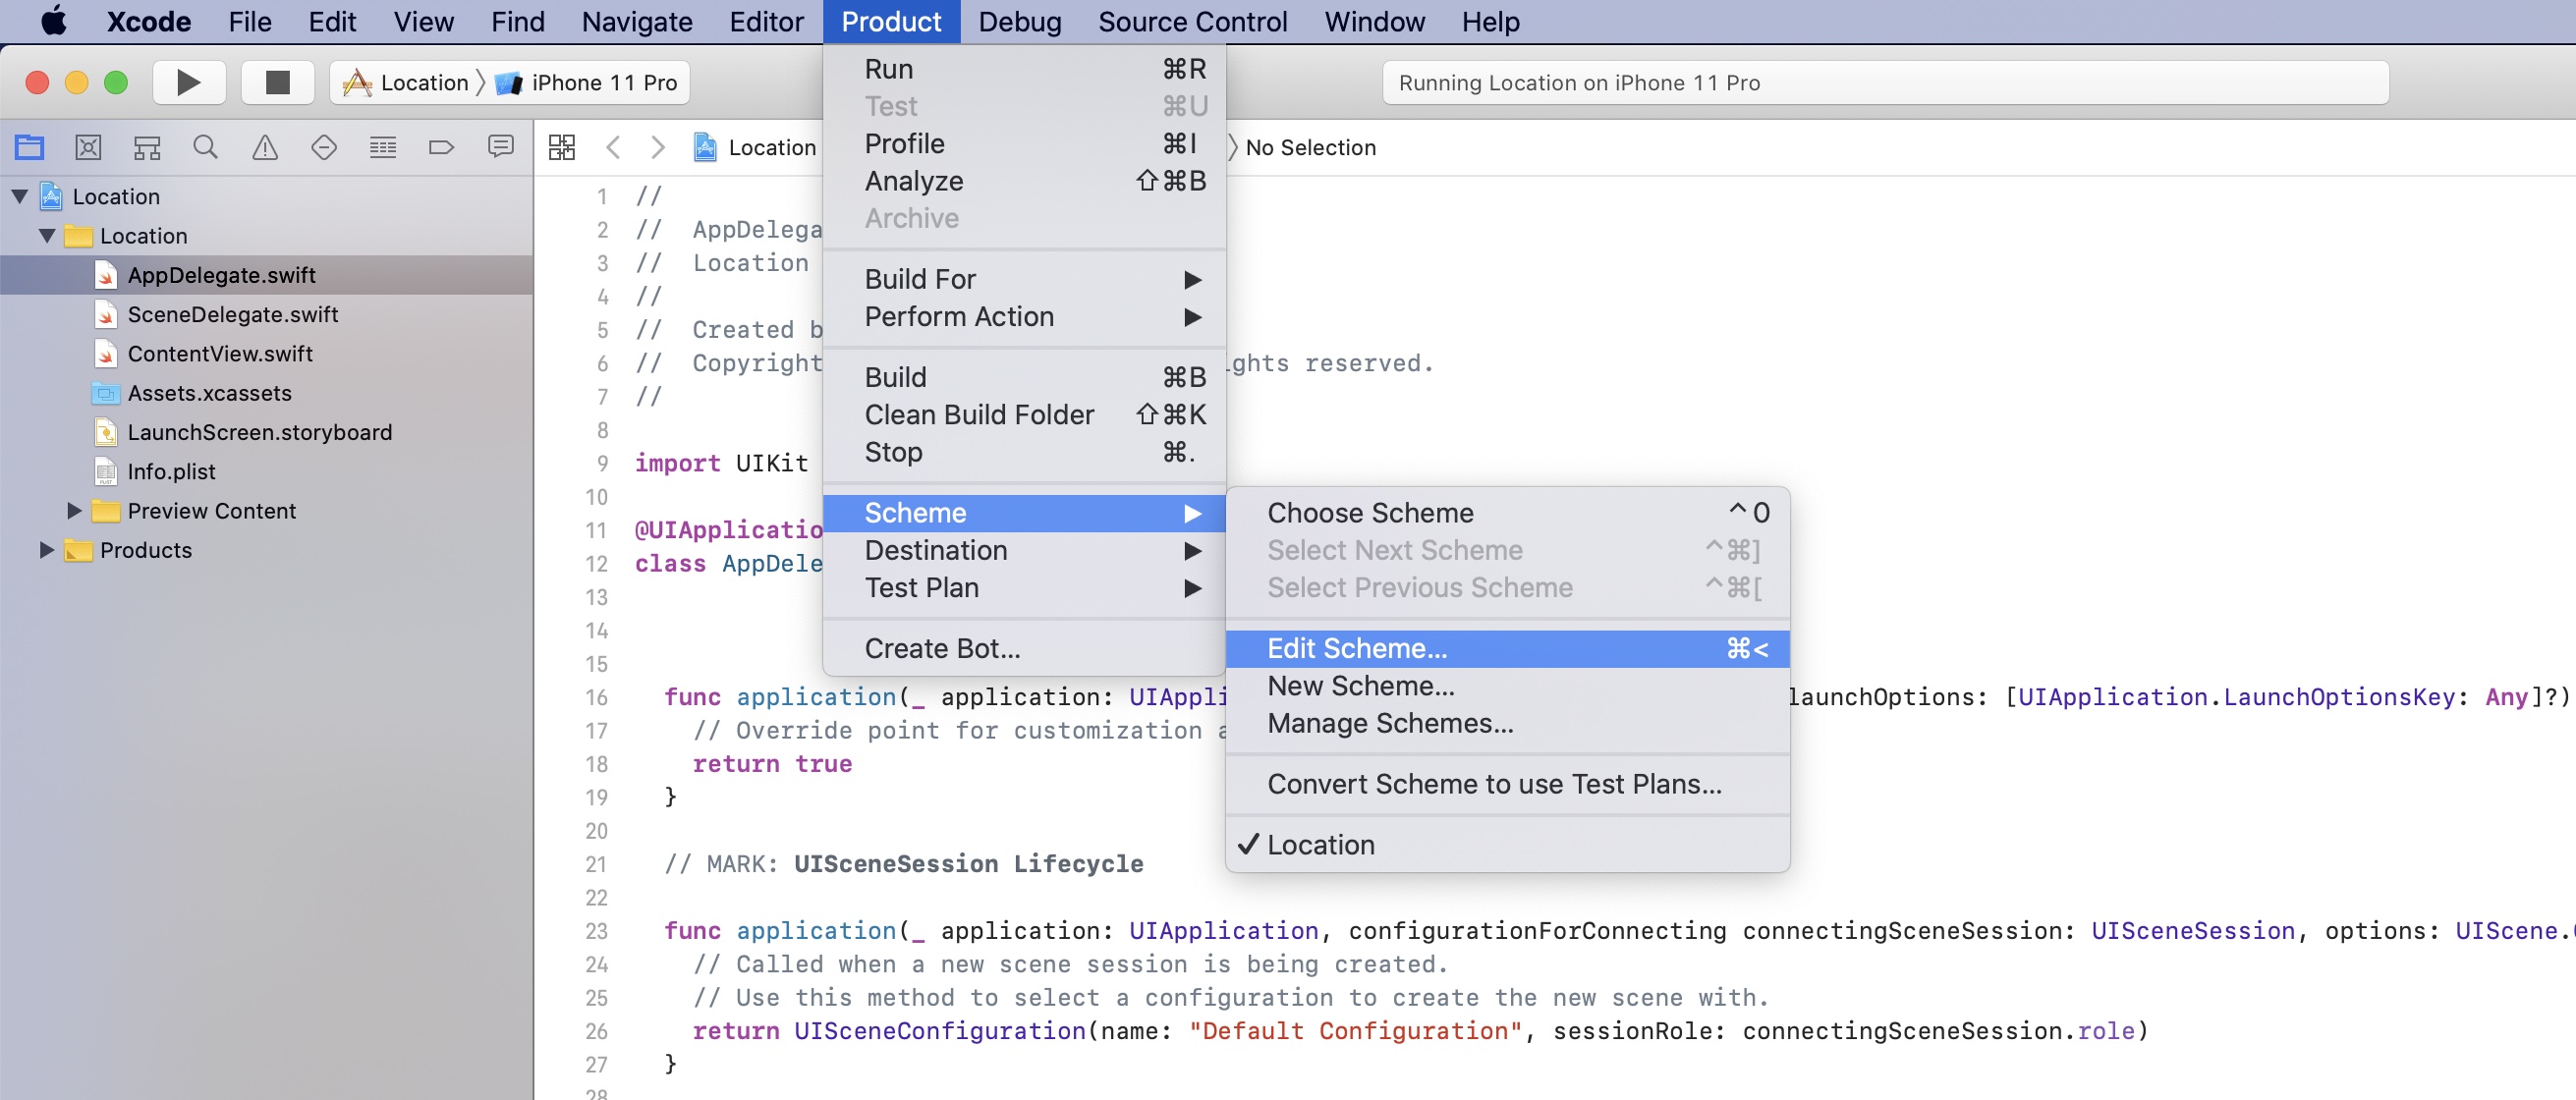 Xcode File Edit View Find Navigate Editor Product Debug Source Control Window Help
Location 〉 iPhone 11 Pro
Running Location on iPhone 11 Pro
Location
Location
AppDelegate.swift
SceneDelegate.swift
ContentView.swift
Assets.xcassets
LaunchScreen.storyboard
Info.plist
Preview Content
Products
Location
〉 No Selection
Run ⌘R
Test ⌘U
Profile ⌘I
Analyze ⇧⌘B
Archive
Build For ▶
Perform Action ▶
Build ⌘B
Clean Build Folder ⇧⌘K
Stop ⌘.
Scheme ▶
Destination ▶
Test Plan ▶
Create Bot...
Choose Scheme ^0
Select Next Scheme ^⌘]
Select Previous Scheme ^⌘[
Edit Scheme... ⌘<
New Scheme...
Manage Schemes...
Convert Scheme to use Test Plans...
✓ Location
1 //
2 // AppDelega
3 // Location
4 //
5 // Created b
6 // Copyright ghts reserved.
7 //
8
9 import UIKit
10
11 @UIApplicatio
12 class AppDele
13
14
15
16 func application(_ application: UIAppli launchOptions: [UIApplication.LaunchOptionsKey: Any]?)
17 // Override point for customization a
18 return true
19 }
20
21 // MARK: UISceneSession Lifecycle
22
23 func application(_ application: UIApplication, configurationForConnecting connectingSceneSession: UISceneSession, options: UIScene.
24 // Called when a new scene session is being created.
25 // Use this method to select a configuration to create the new scene with.
26 return UISceneConfiguration(name: "Default Configuration", sessionRole: connectingSceneSession.role)
27 }
28